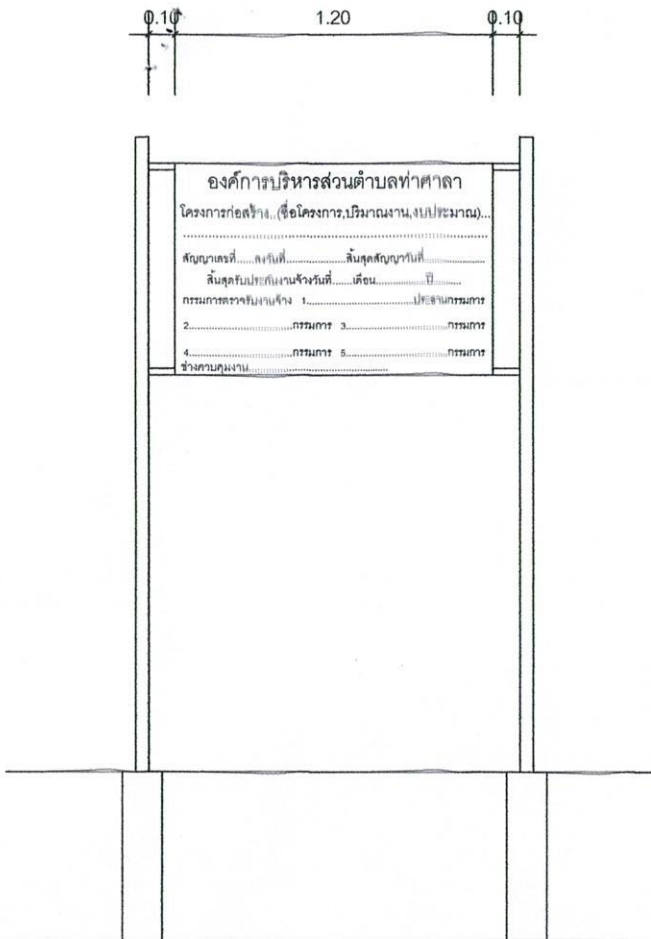 0.10 1.20 0.10
องค์การบริหารส่วนตำบลท่าศาลา
โครงการก่อสร้าง..(ชื่อโครงการ,ปริมาณงาน,งบประมาณ)...
..........................................................................
สัญญาเลขที่......ลงวันที่...............สิ้นสุดสัญญาวันที่...............
สิ้นสุดรับประกันงานจ้างวันที่......เดือน............ปี.......
กรรมการตรวจรับงานจ้าง 1...........................ประธานกรรมการ
2...........................กรรมการ 3...........................กรรมการ
4...........................กรรมการ 5...........................กรรมการ
ช่างควบคุมงาน....................................